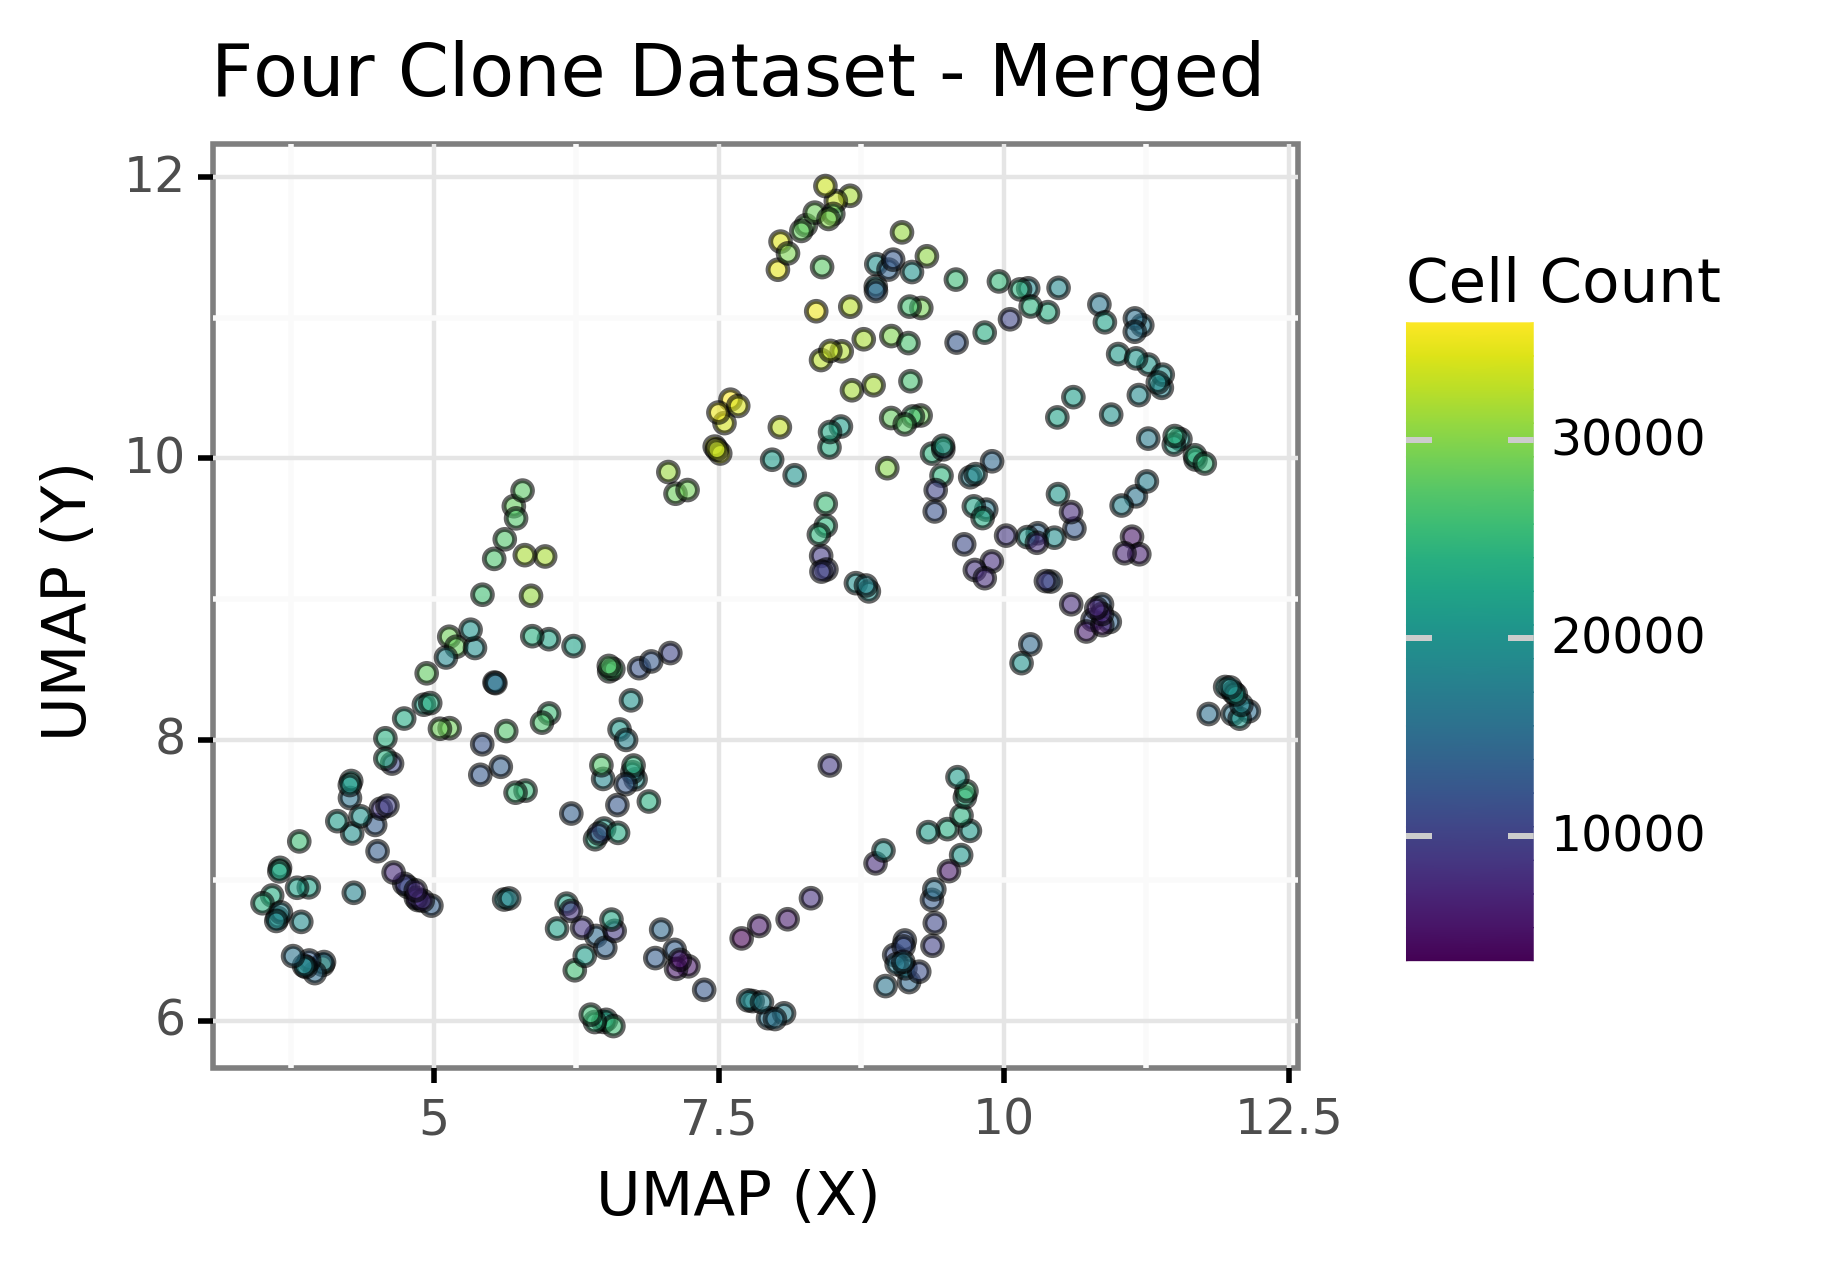 Four Clone Dataset - Merged
12
10
8
6
UMAP (Y)
5 7.5 10 12.5
UMAP (X)
Cell Count
30000
20000
10000